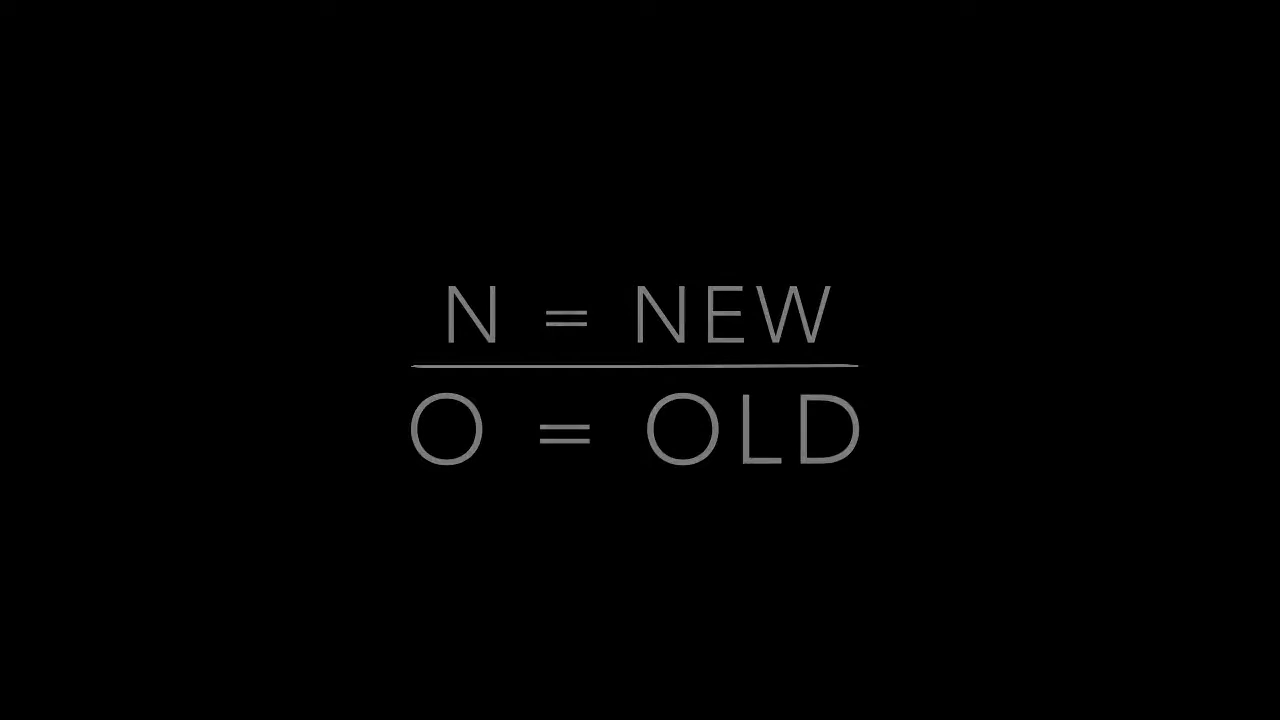 N = NEW
O = OLD